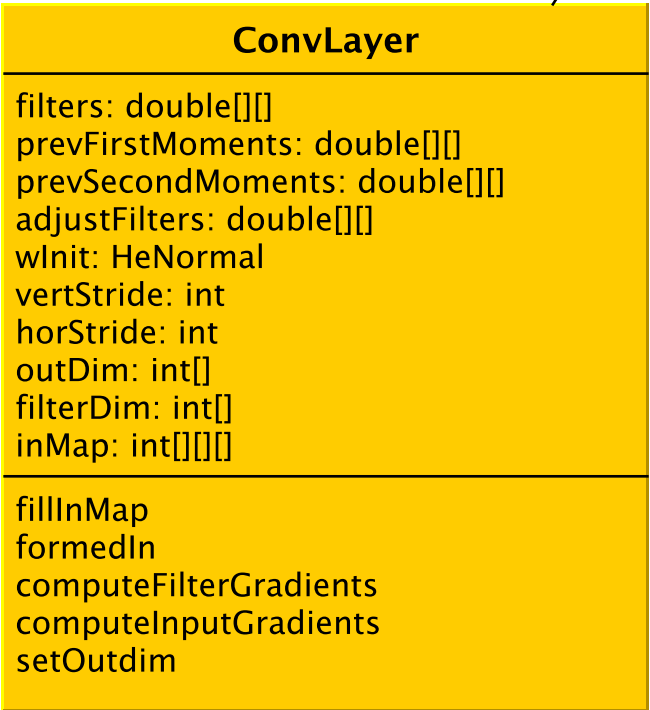 ConvLayer
filters: double[][]
prevFirstMoments: double[][]
prevSecondMoments: double[][]
adjustFilters: double[][]
wInit: HeNormal
vertStride: int
horStride: int
outDim: int[]
filterDim: int[]
inMap: int[][][]
fillInMap
formedIn
computeFilterGradients
computeInputGradients
setOutdim